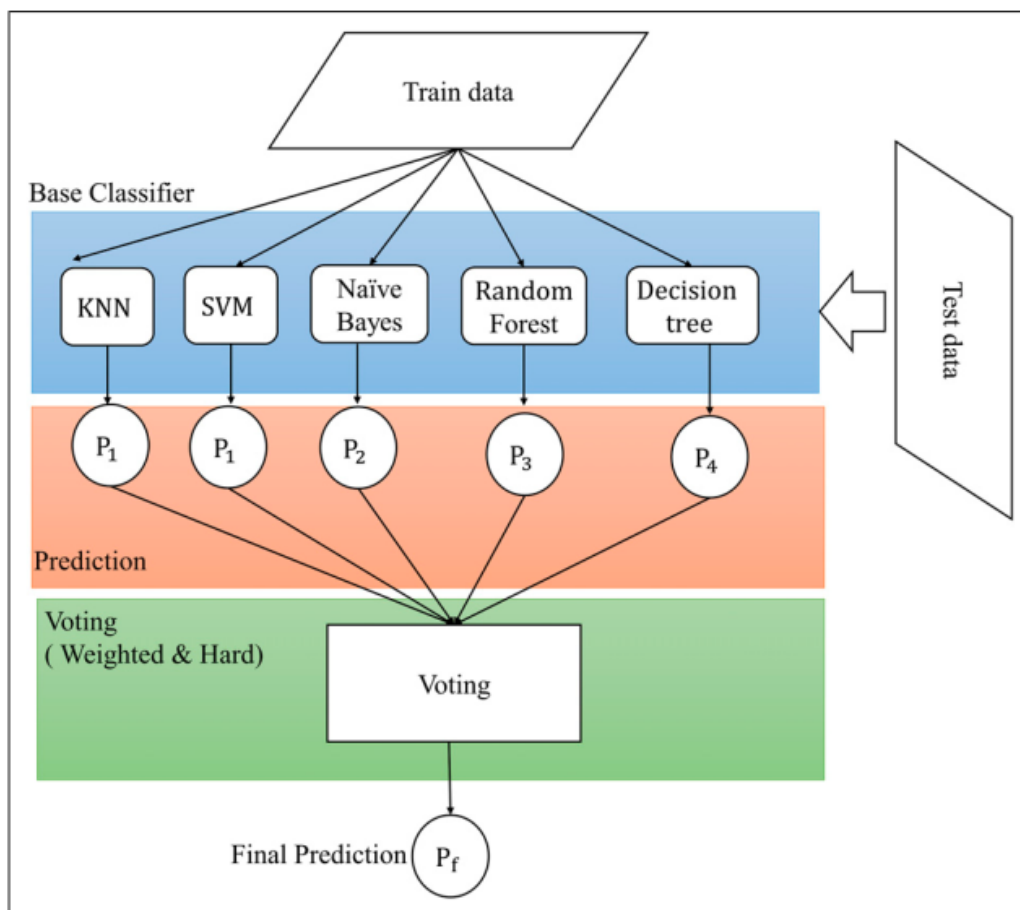 Train data
Base Classifier
KNN
SVM
Naïve
Bayes
Random
Forest
Decision
tree
Test data
P₁
P₁
P₂
P₃
P₄
Prediction
Voting
( Weighted & Hard)
Voting
Final Prediction
P_f